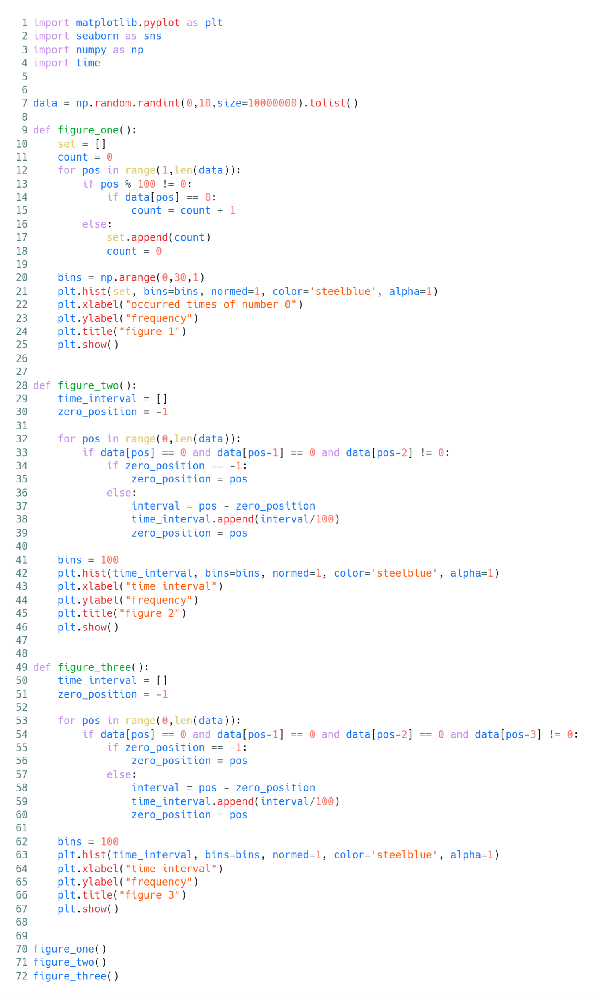 1 import matplotlib.pyplot as plt
2 import seaborn as sns
3 import numpy as np
4 import time
5
6
7 data = np.random.randint(0,10,size=10000000).tolist()
8
9 def figure_one():
10     set = []
11     count = 0
12     for pos in range(1,len(data)):
13         if pos % 100 != 0:
14             if data[pos] == 0:
15                 count = count + 1
16         else:
17             set.append(count)
18             count = 0
19
20     bins = np.arange(0,30,1)
21     plt.hist(set, bins=bins, normed=1, color='steelblue', alpha=1)
22     plt.xlabel("occurred times of number 0")
23     plt.ylabel("frequency")
24     plt.title("figure 1")
25     plt.show()
26
27
28 def figure_two():
29     time_interval = []
30     zero_position = -1
31
32     for pos in range(0,len(data)):
33         if data[pos] == 0 and data[pos-1] == 0 and data[pos-2] != 0:
34             if zero_position == -1:
35                 zero_position = pos
36             else:
37                 interval = pos - zero_position
38                 time_interval.append(interval/100)
39                 zero_position = pos
40
41     bins = 100
42     plt.hist(time_interval, bins=bins, normed=1, color='steelblue', alpha=1)
43     plt.xlabel("time interval")
44     plt.ylabel("frequency")
45     plt.title("figure 2")
46     plt.show()
47
48
49 def figure_three():
50     time_interval = []
51     zero_position = -1
52
53     for pos in range(0,len(data)):
54         if data[pos] == 0 and data[pos-1] == 0 and data[pos-2] == 0 and data[pos-3] != 0:
55             if zero_position == -1:
56                 zero_position = pos
57             else:
58                 interval = pos - zero_position
59                 time_interval.append(interval/100)
60                 zero_position = pos
61
62     bins = 100
63     plt.hist(time_interval, bins=bins, normed=1, color='steelblue', alpha=1)
64     plt.xlabel("time interval")
65     plt.ylabel("frequency")
66     plt.title("figure 3")
67     plt.show()
68
69
70 figure_one()
71 figure_two()
72 figure_three()